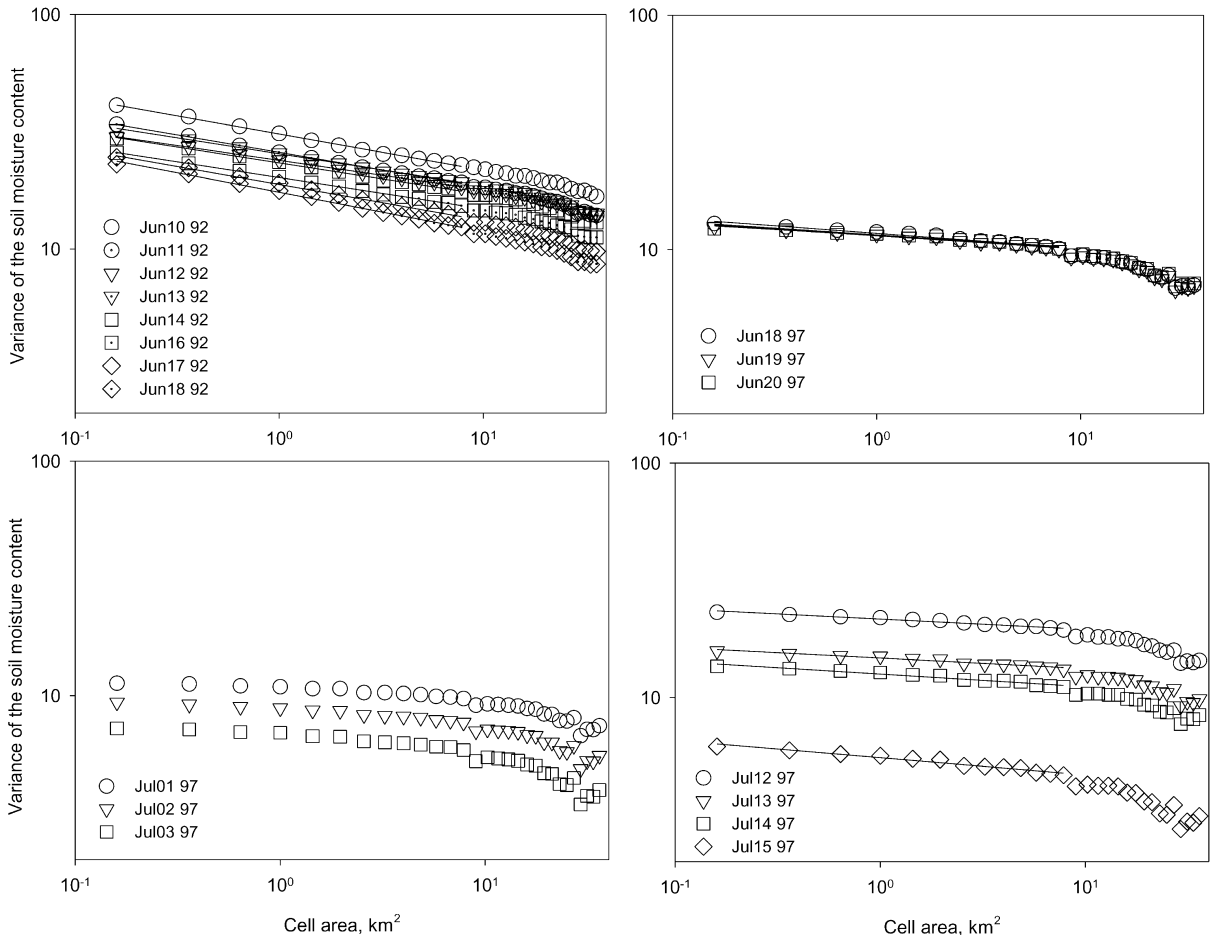 100
10
Variance of the soil moisture content
Jun10 92
Jun11 92
Jun12 92
Jun13 92
Jun14 92
Jun16 92
Jun17 92
Jun18 92
10⁻¹ 10⁰ 10¹
100
10
Jun18 97
Jun19 97
Jun20 97
10⁻¹ 10⁰ 10¹
100
10
Variance of the soil moisture content
Jul01 97
Jul02 97
Jul03 97
10⁻¹ 10⁰ 10¹
Cell area, km²
100
10
Jul12 97
Jul13 97
Jul14 97
Jul15 97
10⁻¹ 10⁰ 10¹
Cell area, km²